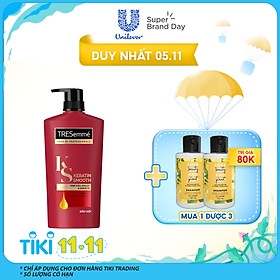 Unilever
Super
Brand Day
DUY NHẤT 05.11
TRESemmé
KS
KERATIN
SMOOTH
TRỊ GIÁ
80K
MUA 1 ĐƯỢC 3
TiKi 11·11
* CHỈ ÁP DỤNG CHO ĐƠN HÀNG TIKI TRADING
* SỐ LƯỢNG CÓ HẠN